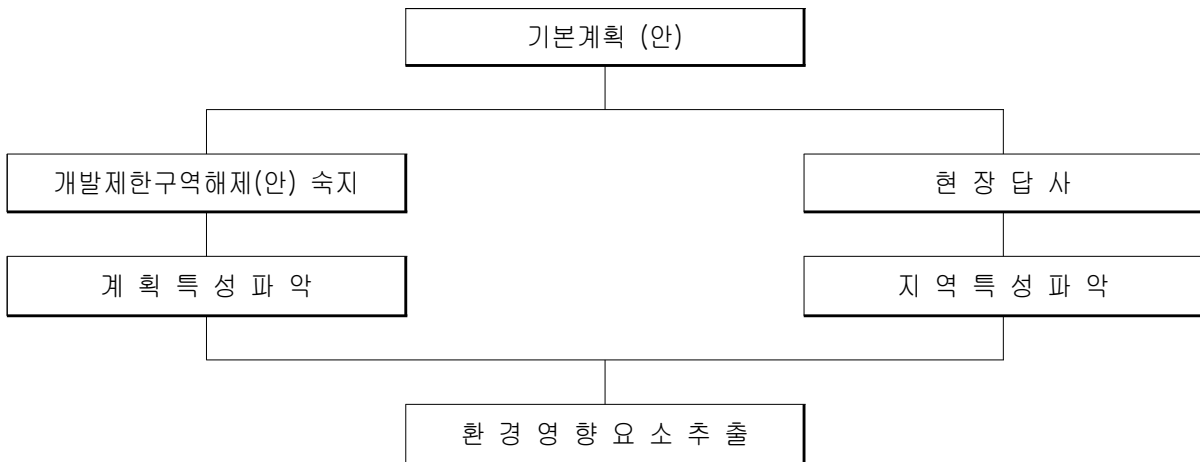 기본계획 (안)
개발제한구역해제(안) 숙지
현 장 답 사
계 획 특 성 파 악
지 역 특 성 파 악
환 경 영 향 요 소 추 출